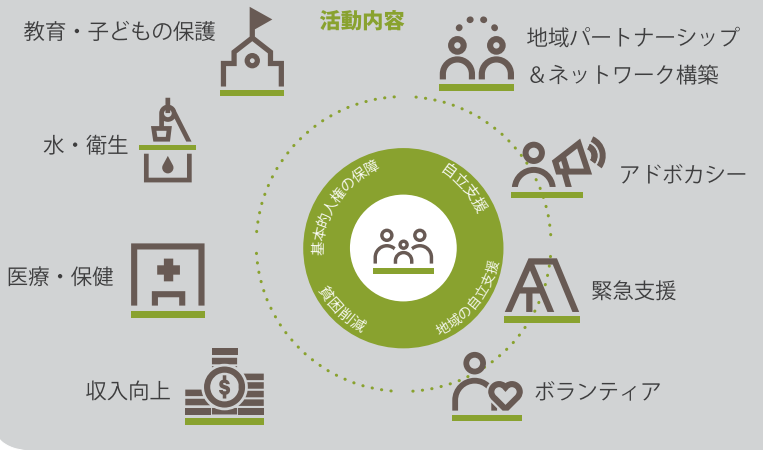 活動内容
教育・子どもの保護
地域パートナーシップ
&ネットワーク構築
水・衛生
アドボカシー
医療・保健
緊急支援
収入向上
ボランティア
基本的人権の保障
自立支援
貧困削減
地域の自立支援
$